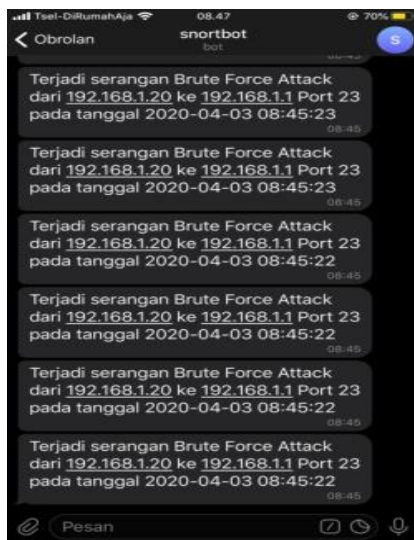 Tsel-DiRumahAja 08.47 70%
Obrolan snortbot S
bot
Terjadi serangan Brute Force Attack
dari 192.168.1.20 ke 192.168.1.1 Port 23
pada tanggal 2020-04-03 08:45:23
08:45
Terjadi serangan Brute Force Attack
dari 192.168.1.20 ke 192.168.1.1 Port 23
pada tanggal 2020-04-03 08:45:23
08:45
Terjadi serangan Brute Force Attack
dari 192.168.1.20 ke 192.168.1.1 Port 23
pada tanggal 2020-04-03 08:45:22
08:45
Terjadi serangan Brute Force Attack
dari 192.168.1.20 ke 192.168.1.1 Port 23
pada tanggal 2020-04-03 08:45:22
08:45
Terjadi serangan Brute Force Attack
dari 192.168.1.20 ke 192.168.1.1 Port 23
pada tanggal 2020-04-03 08:45:22
08:45
Terjadi serangan Brute Force Attack
dari 192.168.1.20 ke 192.168.1.1 Port 23
pada tanggal 2020-04-03 08:45:22
08:45
Pesan